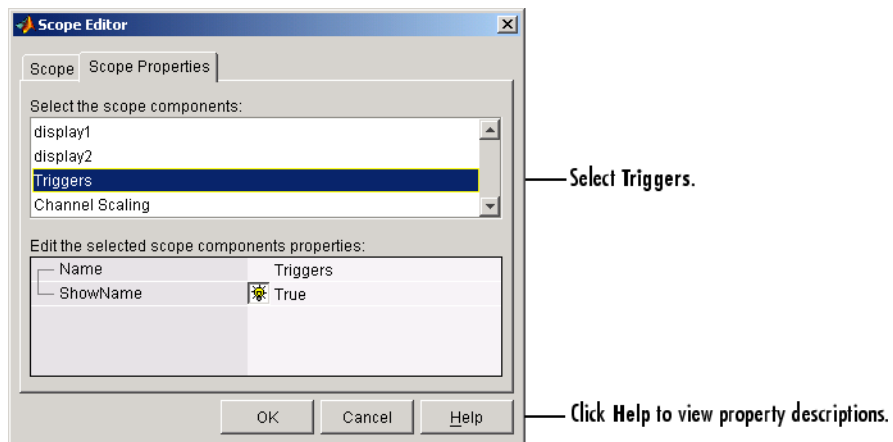 Scope Editor
Scope Scope Properties
Select the scope components:
display1
display2
Triggers
Channel Scaling
Select Triggers.
Edit the selected scope components properties:
Name Triggers
ShowName True
OK Cancel Help
Click Help to view property descriptions.